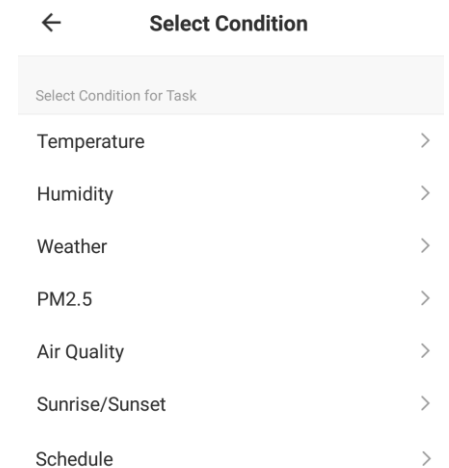 Select Condition
Select Condition for Task
Temperature
Humidity
Weather
PM2.5
Air Quality
Sunrise/Sunset
Schedule